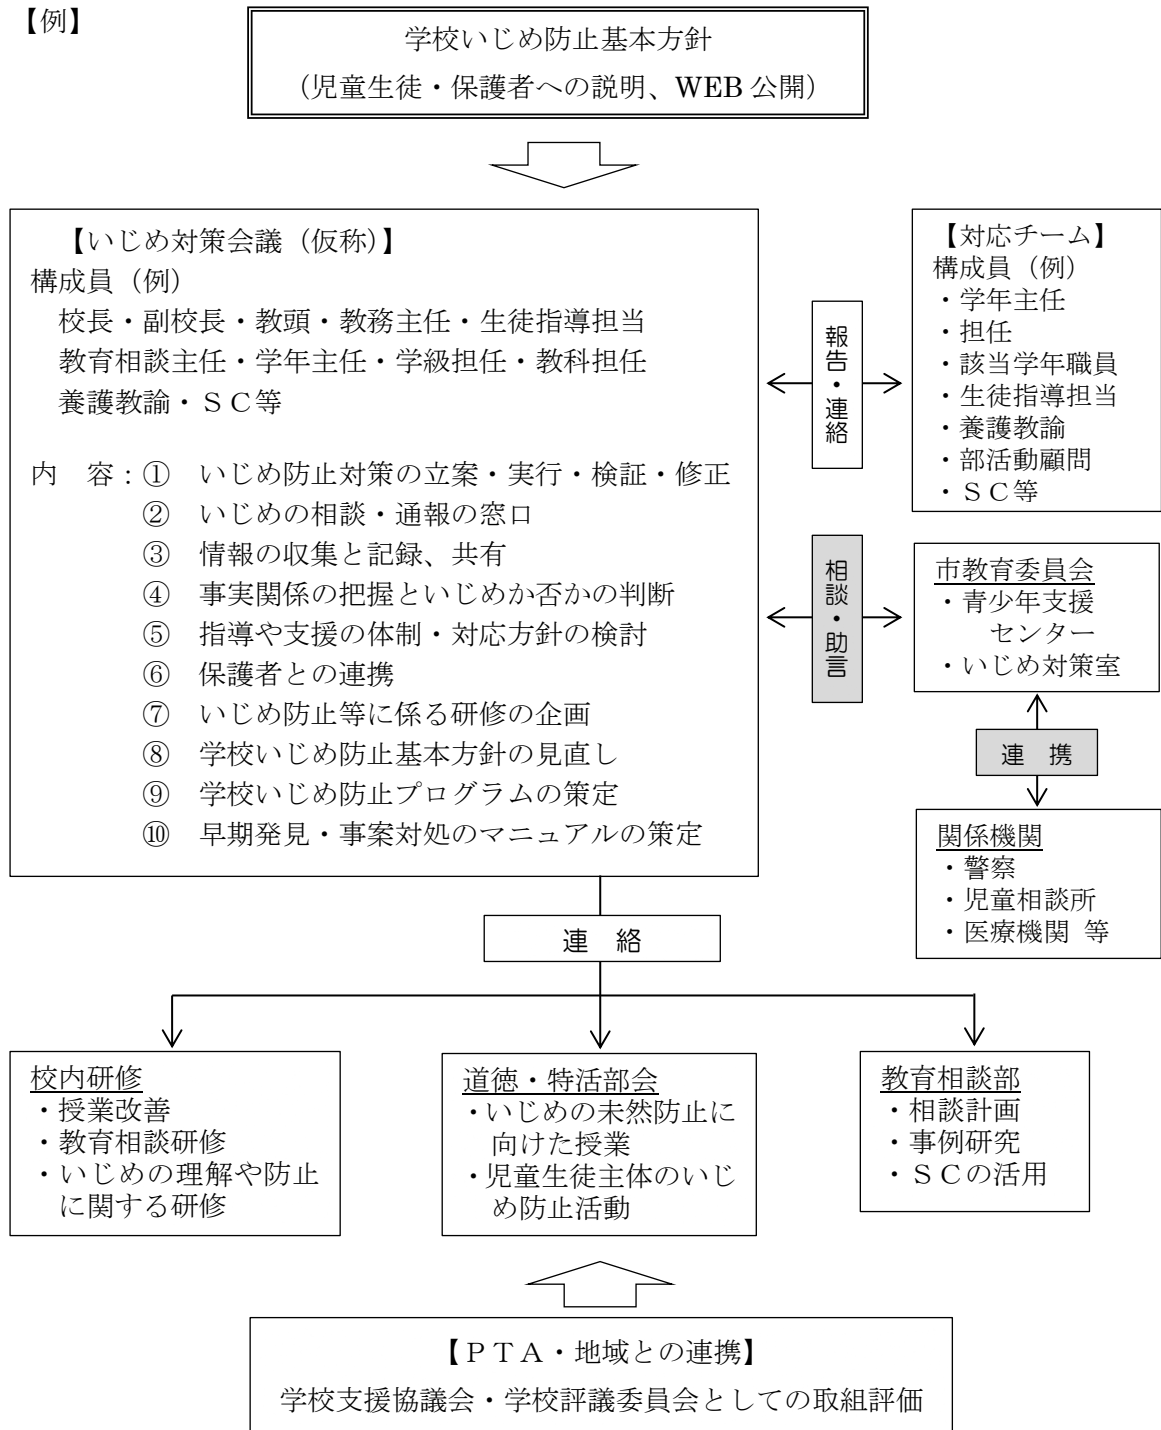 【例】
学校いじめ防止基本方針
（児童生徒・保護者への説明、WEB 公開）
【いじめ対策会議（仮称）】
構成員（例）
校長・副校長・教頭・教務主任・生徒指導担当
教育相談主任・学年主任・学級担任・教科担任
養護教諭・ＳＣ等
内　容：①　いじめ防止対策の立案・実行・検証・修正
②　いじめの相談・通報の窓口
③　情報の収集と記録、共有
④　事実関係の把握といじめか否かの判断
⑤　指導や支援の体制・対応方針の検討
⑥　保護者との連携
⑦　いじめ防止等に係る研修の企画
⑧　学校いじめ防止基本方針の見直し
⑨　学校いじめ防止プログラムの策定
⑩　早期発見・事案対処のマニュアルの策定
報告・連絡
【対応チーム】
構成員（例）
・学年主任
・担任
・該当学年職員
・生徒指導担当
・養護教諭
・部活動顧問
・ＳＣ等
相談・助言
市教育委員会
・青少年支援
センター
・いじめ対策室
連　携
関係機関
・警察
・児童相談所
・医療機関 等
連　絡
校内研修
・授業改善
・教育相談研修
・いじめの理解や防止
に関する研修
道徳・特活部会
・いじめの未然防止に
向けた授業
・児童生徒主体のいじ
め防止活動
教育相談部
・相談計画
・事例研究
・ＳＣの活用
【ＰＴＡ・地域との連携】
学校支援協議会・学校評議委員会としての取組評価